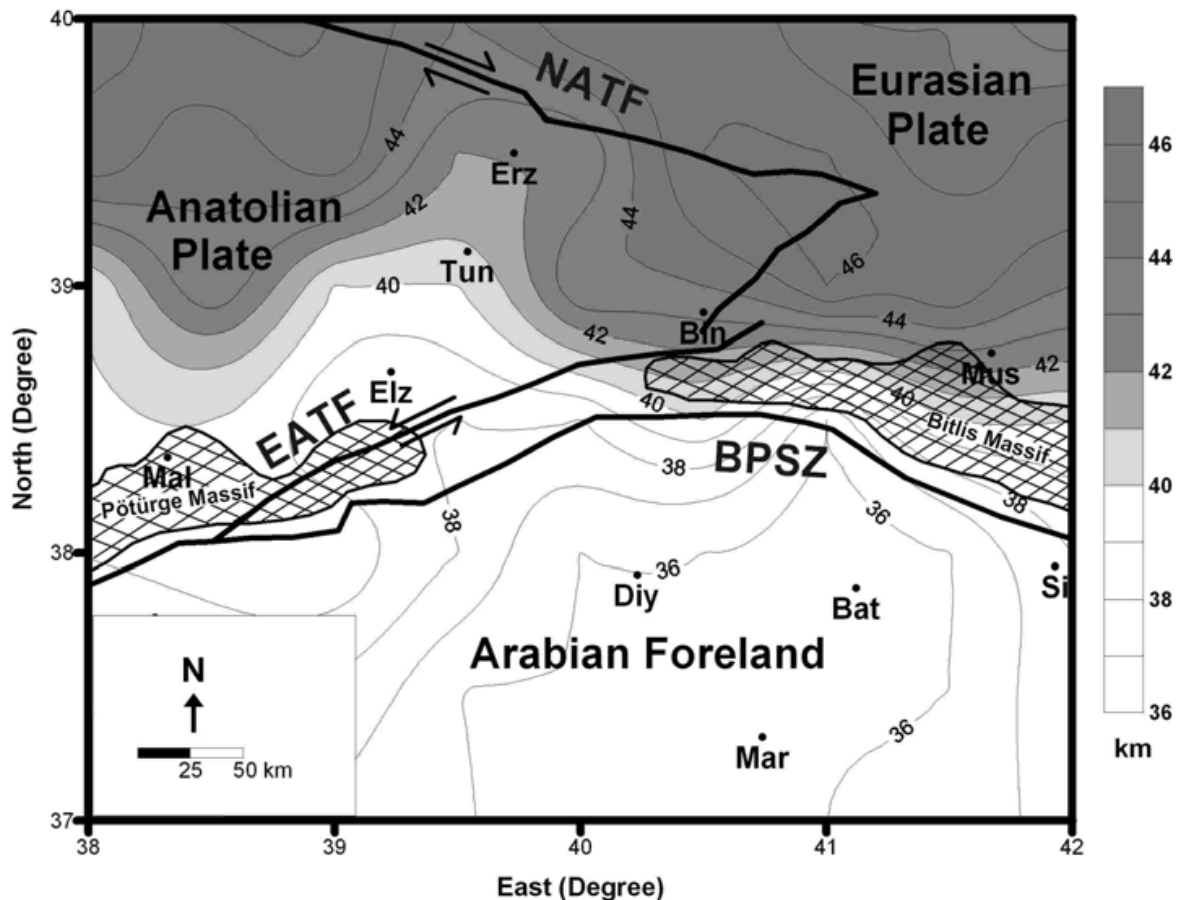 40
NATF
Eurasian
Plate
46
44
Erz
Anatolian
Plate
42
44
44
Tun
46
42
39
40
Bin
44
42
42
Mus
40
Elz
40
40
Bitlis Massif
EATF
38
BPSZ
38
Mal
Pötürge Massif
38
36
38
36
38
36
Diy
Bat
Si
Arabian Foreland
N
25
50 km
36
Mar
km
37
38
39
40
41
42
North (Degree)
East (Degree)